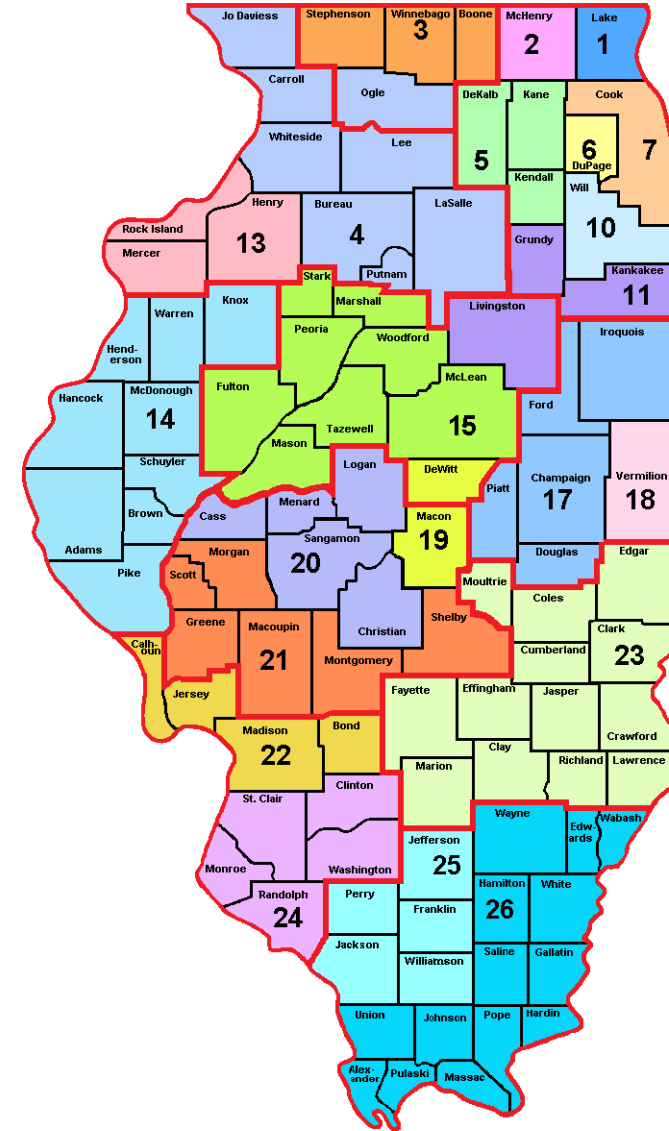 Jo Daviess
Stephenson
Winnebago
Boone
McHenry
Lake
3
2
1
Carroll
Ogle
DeKalb
Kane
Cook
Whiteside
Lee
5
6
7
DuPage
Kendall
Will
Henry
Bureau
LaSalle
Rock Island
13
4
Grundy
10
Mercer
Putnam
Kankakee
Stark
11
Knox
Marshall
Livingston
Warren
Peoria
Woodford
Iroquois
Hend-
erson
McLean
Hancock
McDonough
Fulton
Ford
14
Tazewell
15
Mason
Schuyler
Logan
DeWitt
Champaign
Vermilion
Menard
Piatt
17
18
Brown
Cass
Macon
Sangamon
19
Adams
Morgan
20
Douglas
Edgar
Pike
Scott
Moultrie
Coles
Greene
Macoupin
Christian
Shelby
Clark
Calh-
oun
21
Montgomery
Cumberland
23
Jersey
Fayette
Effingham
Jasper
Madison
Bond
Crawford
22
Clay
Marion
Richland
Lawrence
Clinton
St. Clair
Wayne
Wabash
Edw-
ards
Jefferson
Monroe
Washington
25
Randolph
Perry
Hamilton
White
24
Franklin
26
Jackson
Williamson
Saline
Gallatin
Union
Johnson
Pope
Hardin
Alex-
ander
Pulaski
Massac